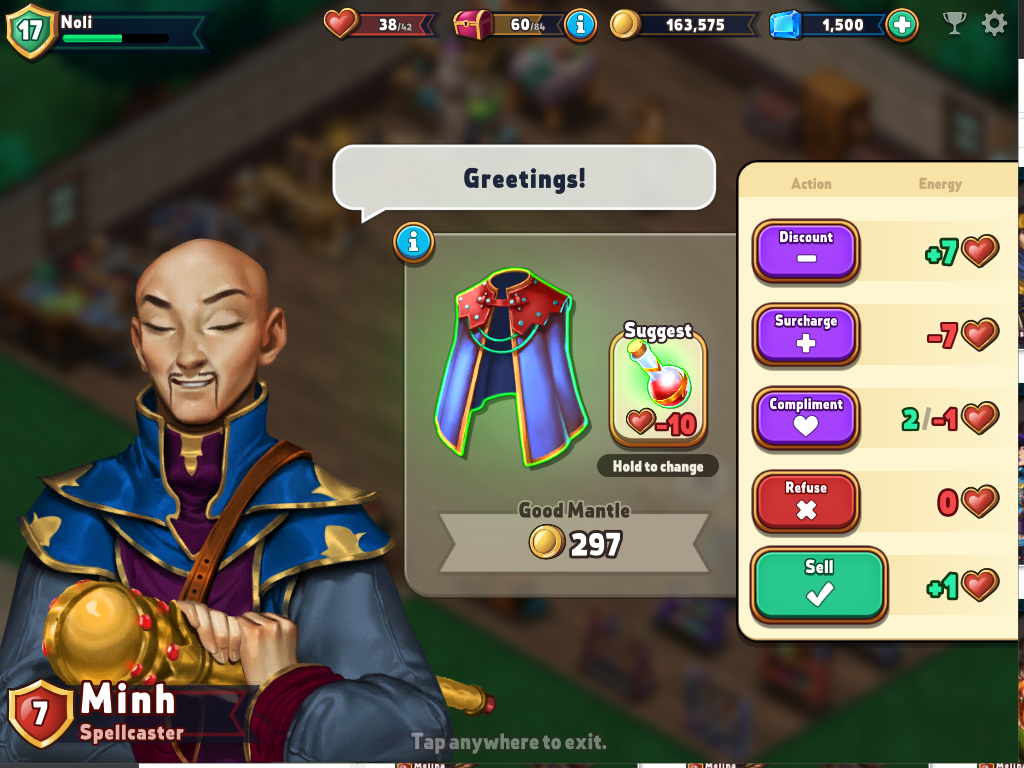 17
Noli
38/42
60/84
163,575
1,500
Greetings!
Action
Energy
Discount
+7
Surcharge
-7
Compliment
2/-1
Refuse
0
Sell
+1
Suggest
-10
Hold to change
Good Mantle
297
7
Minh
Spellcaster
Tap anywhere to exit.